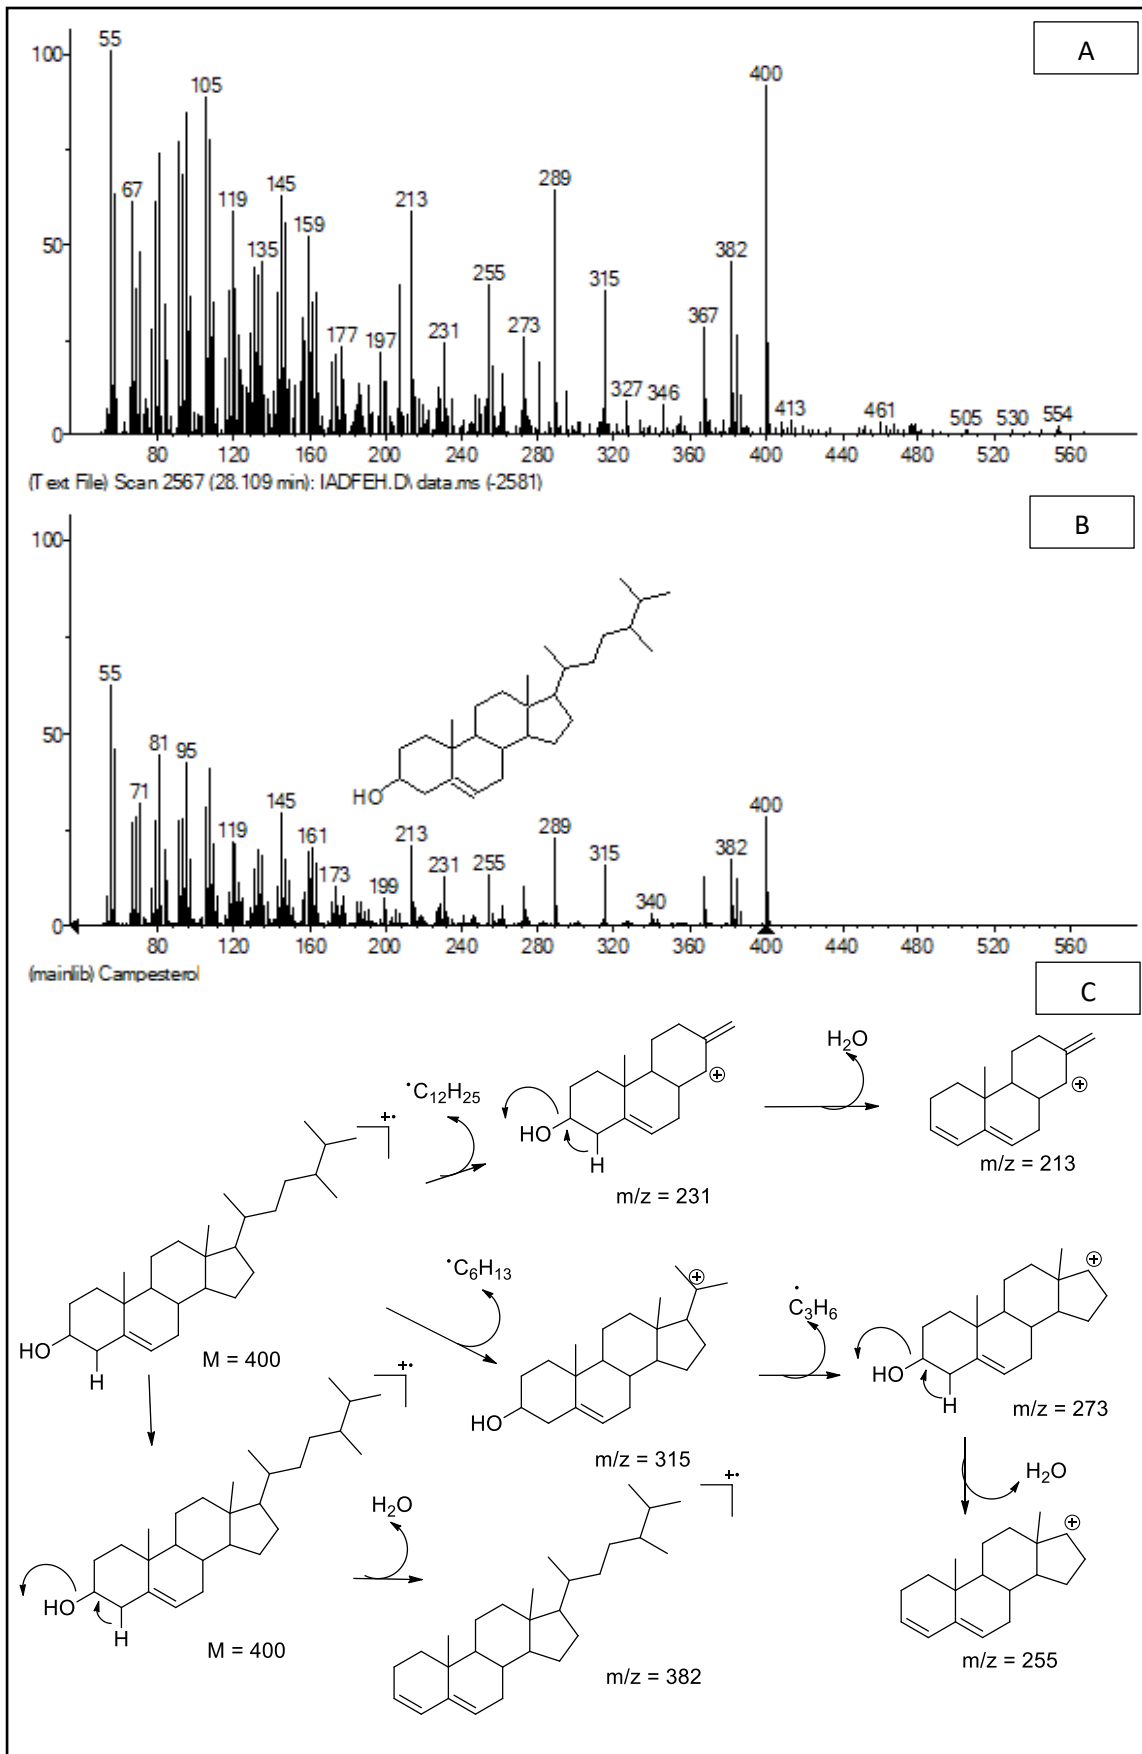 A
100
50
0
55
67
105
119
135
145
159
177
197
213
231
255
273
289
315
327
346
367
382
400
413
461
505
530
554
80 120 160 200 240 280 320 360 400 440 480 520 560
(Text File) Scan 2567 (28.109 min): IADFEH.D\ data.ms (-2581)
B
100
50
0
55
71
81
95
119
145
161
173
199
213
231
255
289
315
340
382
400
HO
80 120 160 200 240 280 320 360 400 440 480 520 560
(mainlib) Campesterol
C
•C12H25
HO
H
m/z = 231
H2O
m/z = 213
+•
HO
H
M = 400
•C6H13
HO
m/z = 315
•
C3H6
HO
H
m/z = 273
+•
HO
H
M = 400
H2O
+•
m/z = 382
H2O
m/z = 255